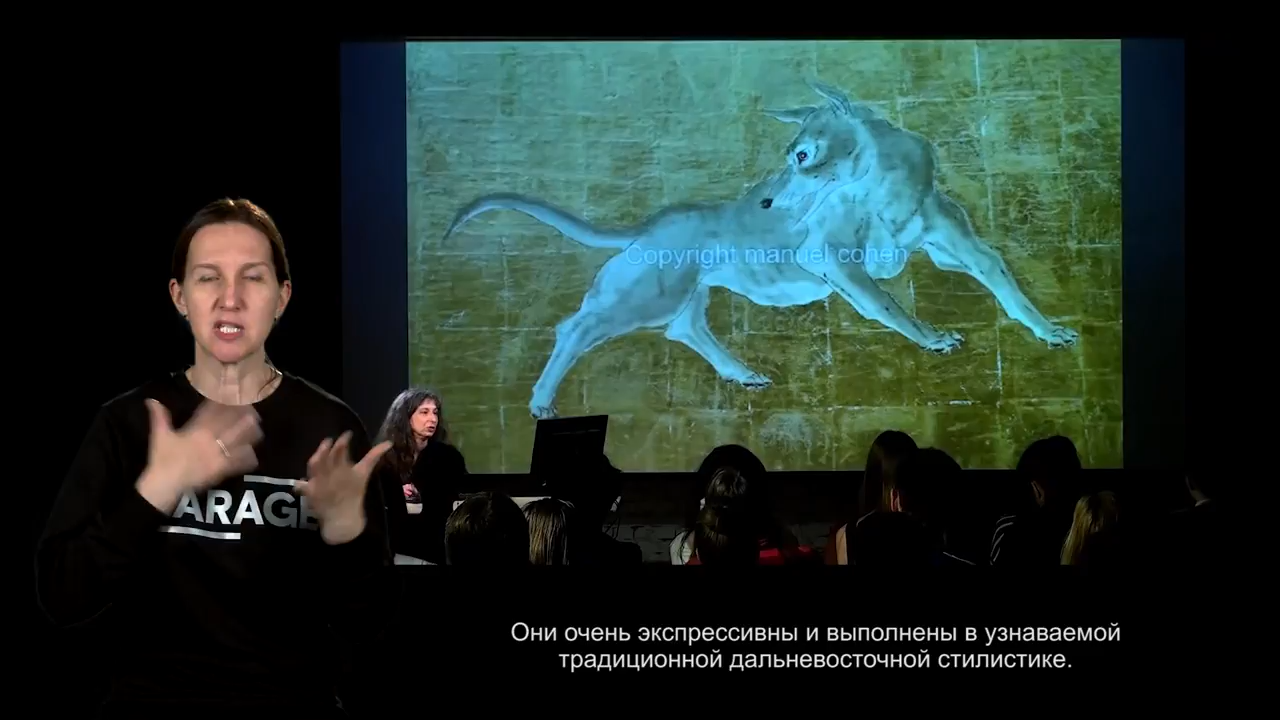 Copyright manuel cohen
ARAGE
Они очень экспрессивны и выполнены в узнаваемой
традиционной дальневосточной стилистике.